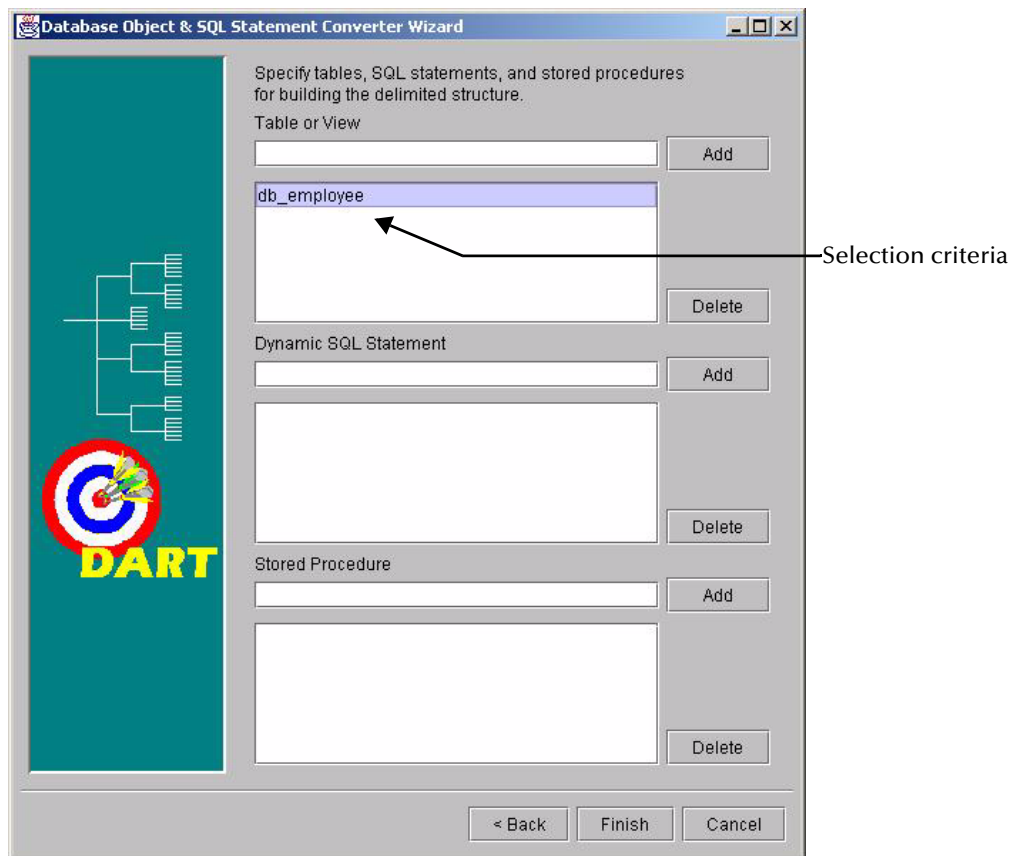 Database Object & SQL Statement Converter Wizard
Specify tables, SQL statements, and stored procedures
for building the delimited structure.
Table or View
Add
db_employee
Selection criteria
Delete
Dynamic SQL Statement
Add
Delete
DART
Stored Procedure
Add
Delete
< Back
Finish
Cancel